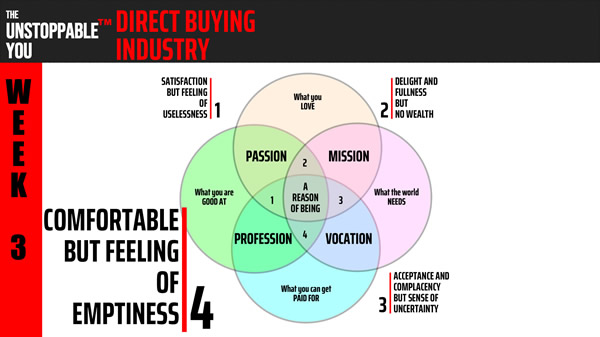 THE
UNSTOPPABLE™
YOU
DIRECT BUYING
INDUSTRY
WEEK
3
SATISFACTION
BUT FEELING
OF
USELESSNESS
1
DELIGHT AND
FULLNESS
BUT
NO WEALTH
2
What you
LOVE
PASSION
2
MISSION
What you are
GOOD AT
1
A
REASON
OF BEING
3
What the world
NEEDS
PROFESSION
4
VOCATION
What you can get
PAID FOR
COMFORTABLE
BUT FEELING
OF
EMPTINESS
4
ACCEPTANCE AND
COMPLACENCY
BUT SENSE OF
UNCERTAINTY
3